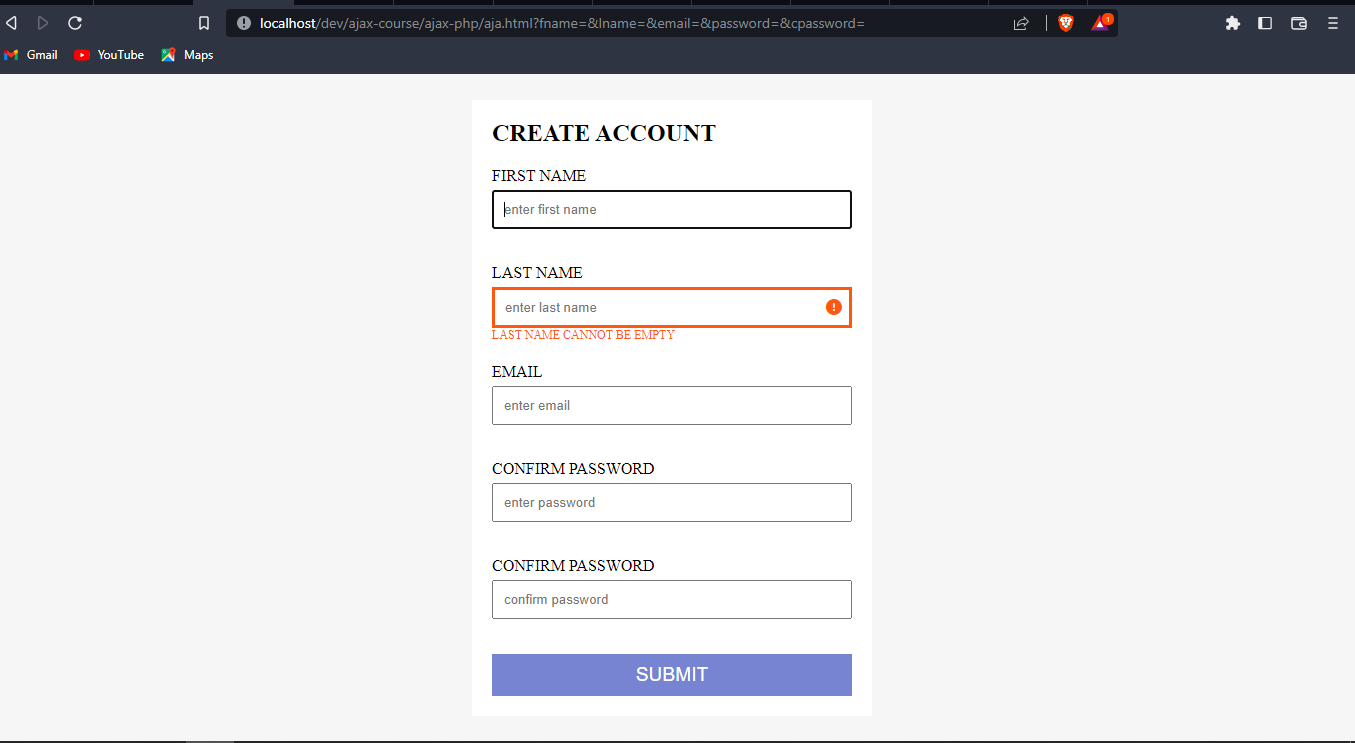 localhost/dev/ajax-course/ajax-php/aja.html?fname=&lname=&email=&password=&cpassword=
1
Gmail YouTube Maps
CREATE ACCOUNT
FIRST NAME
enter first name
LAST NAME
enter last name
LAST NAME CANNOT BE EMPTY
EMAIL
enter email
CONFIRM PASSWORD
enter password
CONFIRM PASSWORD
confirm password
SUBMIT